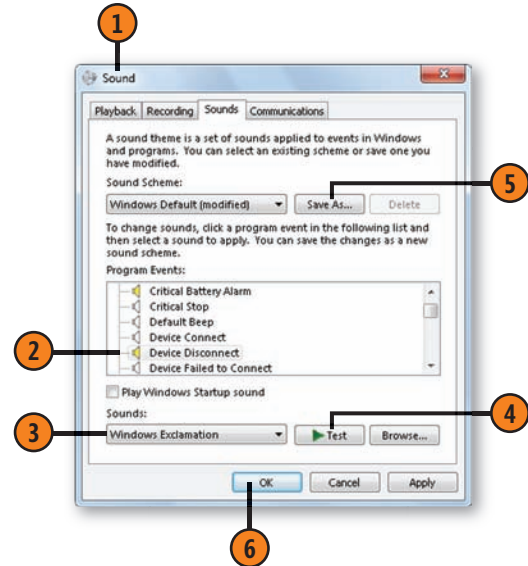 1
Sound
Playback Recording Sounds Communications
A sound theme is a set of sounds applied to events in Windows
and programs. You can select an existing scheme or save one you
have modified.
Sound Scheme:
5
Windows Default (modified) Save As... Delete
To change sounds, click a program event in the following list and
then select a sound to apply. You can save the changes as a new
sound scheme.
Program Events:
Critical Battery Alarm
Critical Stop
Default Beep
Device Connect
2 Device Disconnect
Device Failed to Connect
Play Windows Startup sound
4
Sounds:
3 Windows Exclamation Test Browse...
OK Cancel Apply
6